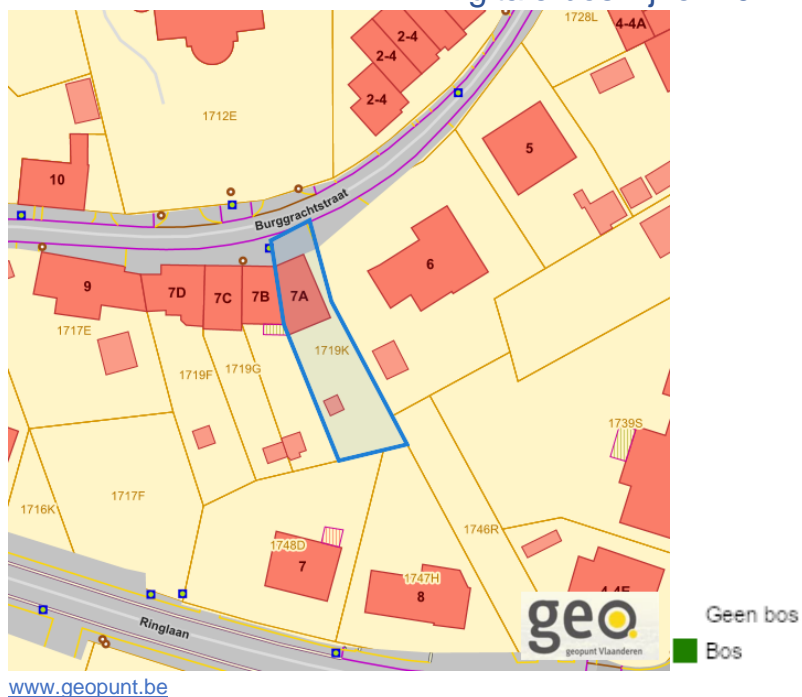 1728L
4-4A
2-4
2-4
2-4
1712E
5
10
Burggrachtstraat
6
9
7D
7C
7B
7A
1717E
1719K
1719F
1719G
1739S
1716K
1717F
1746R
1748D
7
1747H
8
4-4E
Ringlaan
geo.
geopunt Vlaanderen
Geen bos
Bos
www.geopunt.be